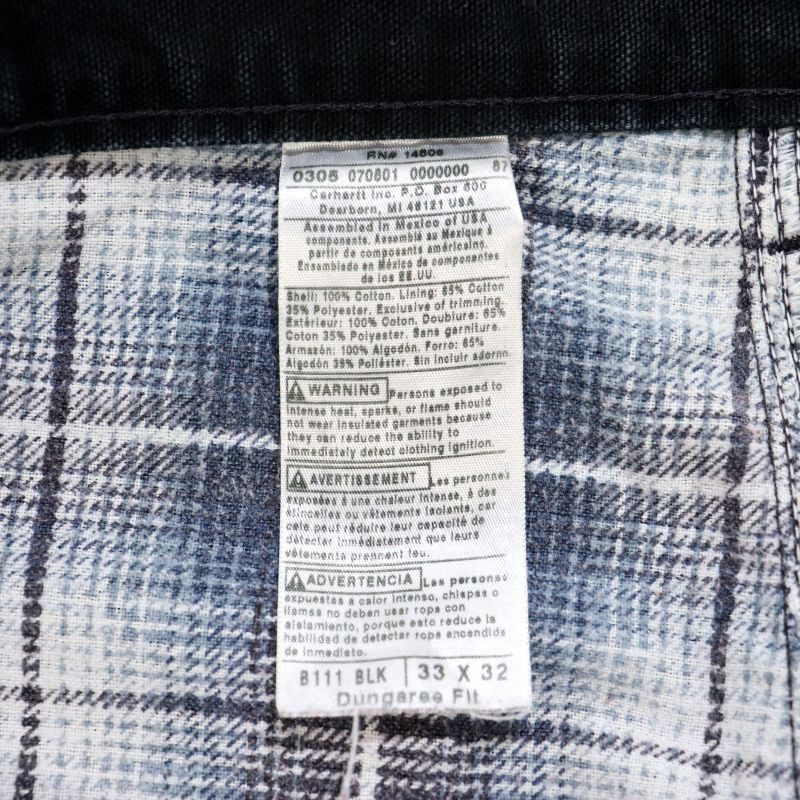 RN# 14806
0305 070801 0000000 87
Carhartt Inc. P.O. Box 600
Dearborn, MI 48121 USA
Assembled in Mexico of USA
components. Assemblé au Mexique à
partir de composants américains.
Ensamblado en México de componentes
de los EE.UU.
Shell: 100% Cotton. Lining: 65% Cotton
35% Polyester. Exclusive of trimming.
Extérieur: 100% Coton. Doublure: 65%
Coton 35% Polyester. Sans garniture.
Armazón: 100% Algodón. Forro: 65%
Algodón 35% Poliéster. Sin incluir adorno.
WARNING Persons exposed to
intense heat, sparks, or flame should
not wear insulated garments because
they can reduce the ability to
immediately detect clothing ignition.
AVERTISSEMENT Les personnes
exposées à une chaleur intense, à des
étincelles ou vêtements isolants, car
cela peut réduire leur capacité de
détecter immédiatement que leurs
vêtements prennent feu.
ADVERTENCIA Las personas
expuestas a calor intenso, chispas o
llamas no deben usar ropa con
aislamiento, porque esto reduce la
habilidad de detectar ropa encendida
de inmediato.
B111 BLK 33 X 32
Dungaree Fit